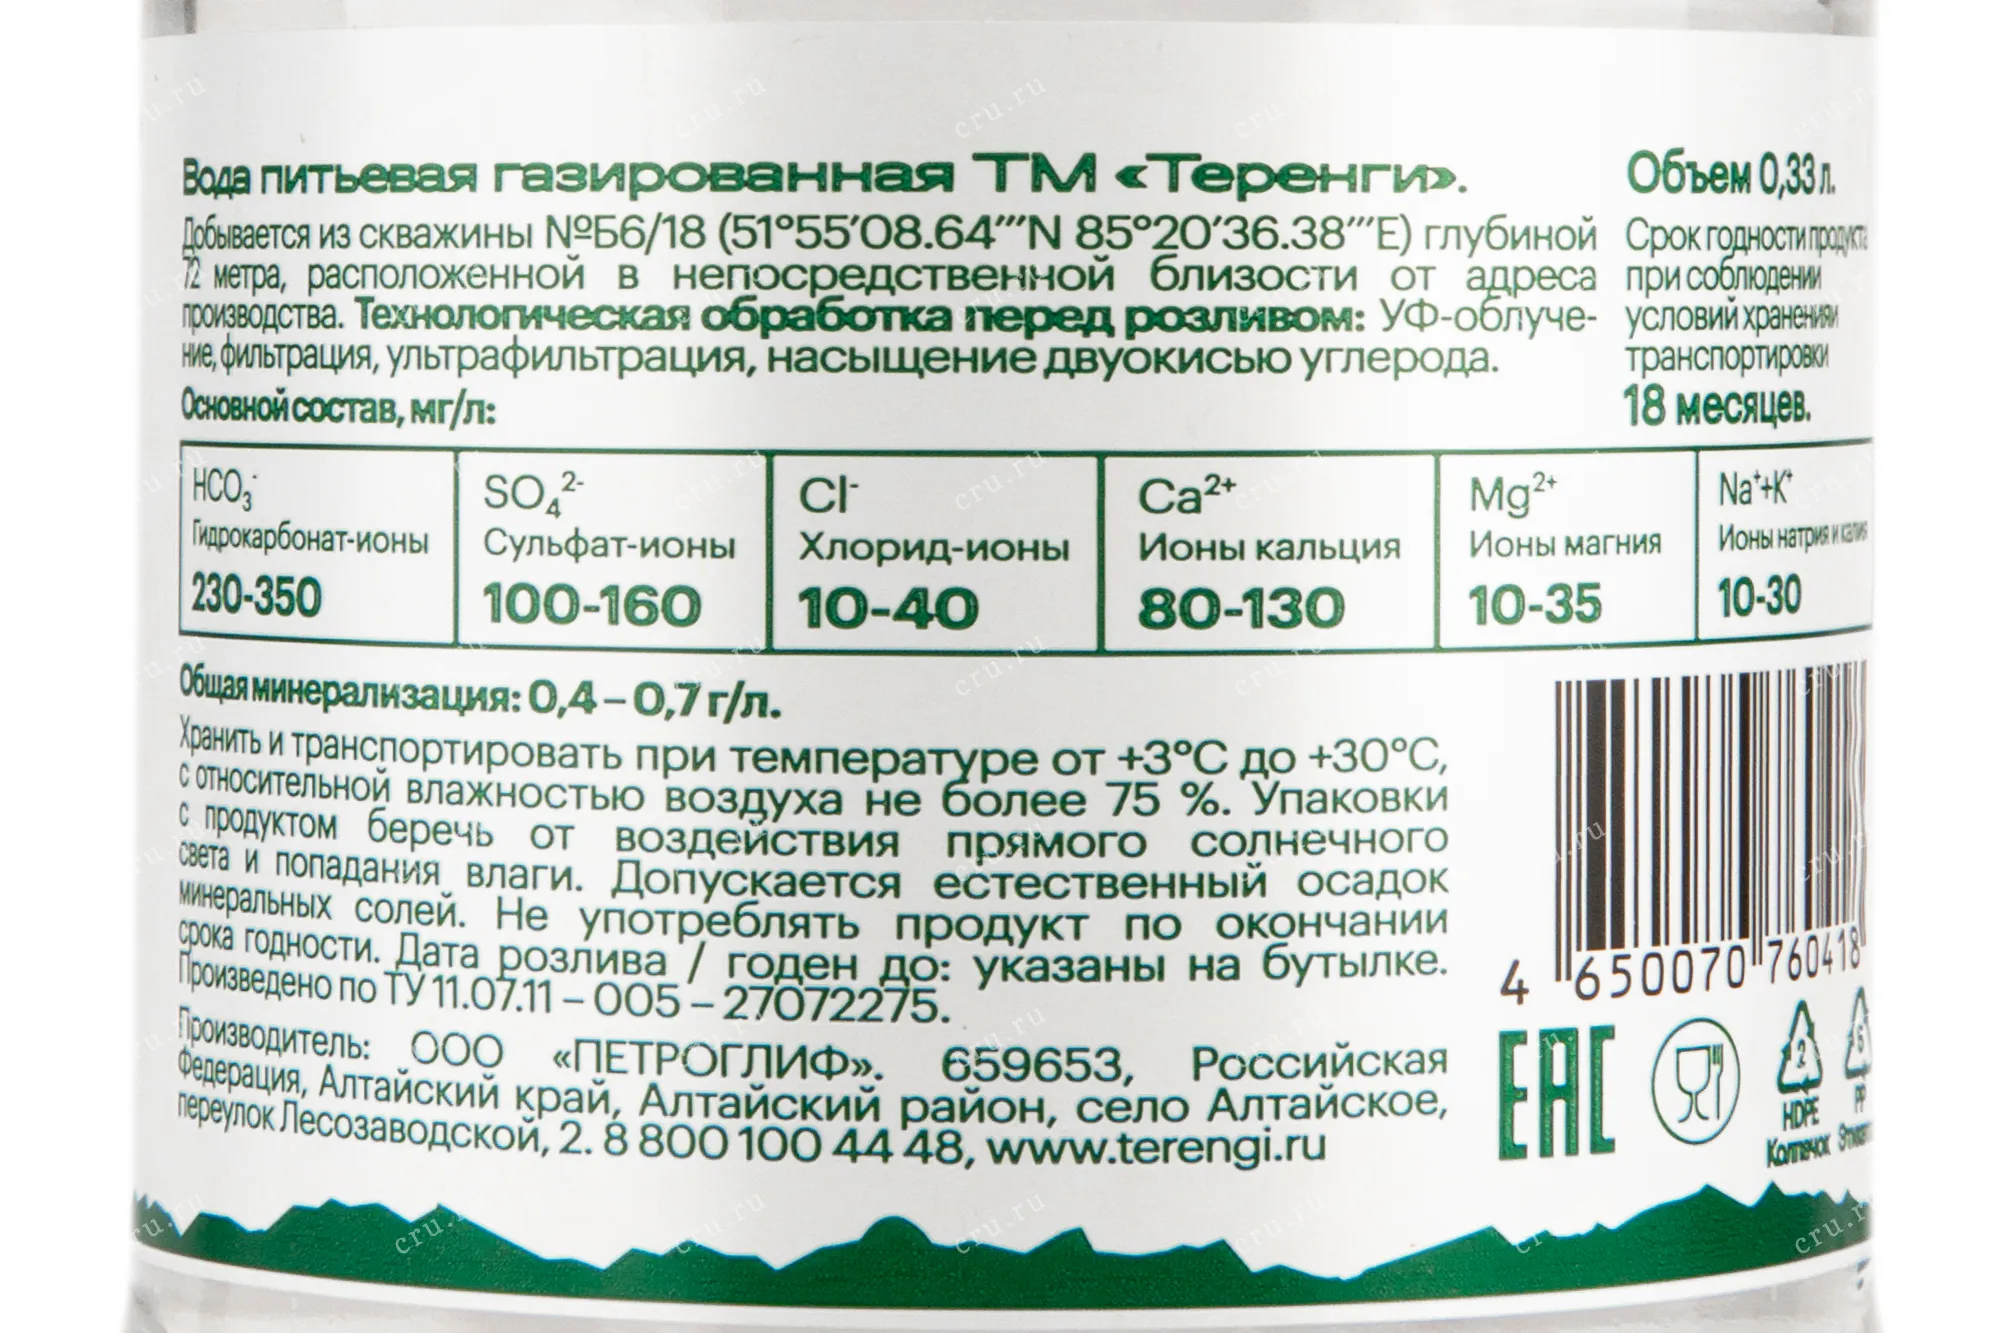 Вода питьевая газированная ТМ «Теренги».
Добывается из скважины №Б6/18 (51°55′08.64′′′N 85°20′36.38′′′E) глубиной
72 метра, расположенной в непосредственной близости от адреса
производства. Технологическая обработка перед розливом: УФ-облуче-
ние, фильтрация, ультрафильтрация, насыщение двуокисью углерода.
Объем 0,33 л.
Срок годности продукта
при соблюдении
условий хранения и
транспортировки
18 месяцев.
Основной состав, мг/л:
HCO₃⁻
Гидрокарбонат-ионы
230-350
SO₄²⁻
Сульфат-ионы
100-160
Cl⁻
Хлорид-ионы
10-40
Ca²⁺
Ионы кальция
80-130
Mg²⁺
Ионы магния
10-35
Na⁺+K⁺
Ионы натрия и калия
10-30
Общая минерализация: 0,4 – 0,7 г/л.
Хранить и транспортировать при температуре от +3°C до +30°C,
с относительной влажностью воздуха не более 75 %. Упаковки
с продуктом беречь от воздействия прямого солнечного
света и попадания влаги. Допускается естественный осадок
минеральных солей. Не употреблять продукт по окончании
срока годности. Дата розлива / годен до: указаны на бутылке.
Произведено по ТУ 11.07.11 – 005 – 27072275.
Производитель: ООО «ПЕТРОГЛИФ». 659653, Российская
Федерация, Алтайский край, Алтайский район, село Алтайское,
переулок Лесозаводской, 2. 8 800 100 44 48, www.terengi.ru
4 650070 760418
EAC
2
HDPE
Колпачок
5
PP
cru.ru